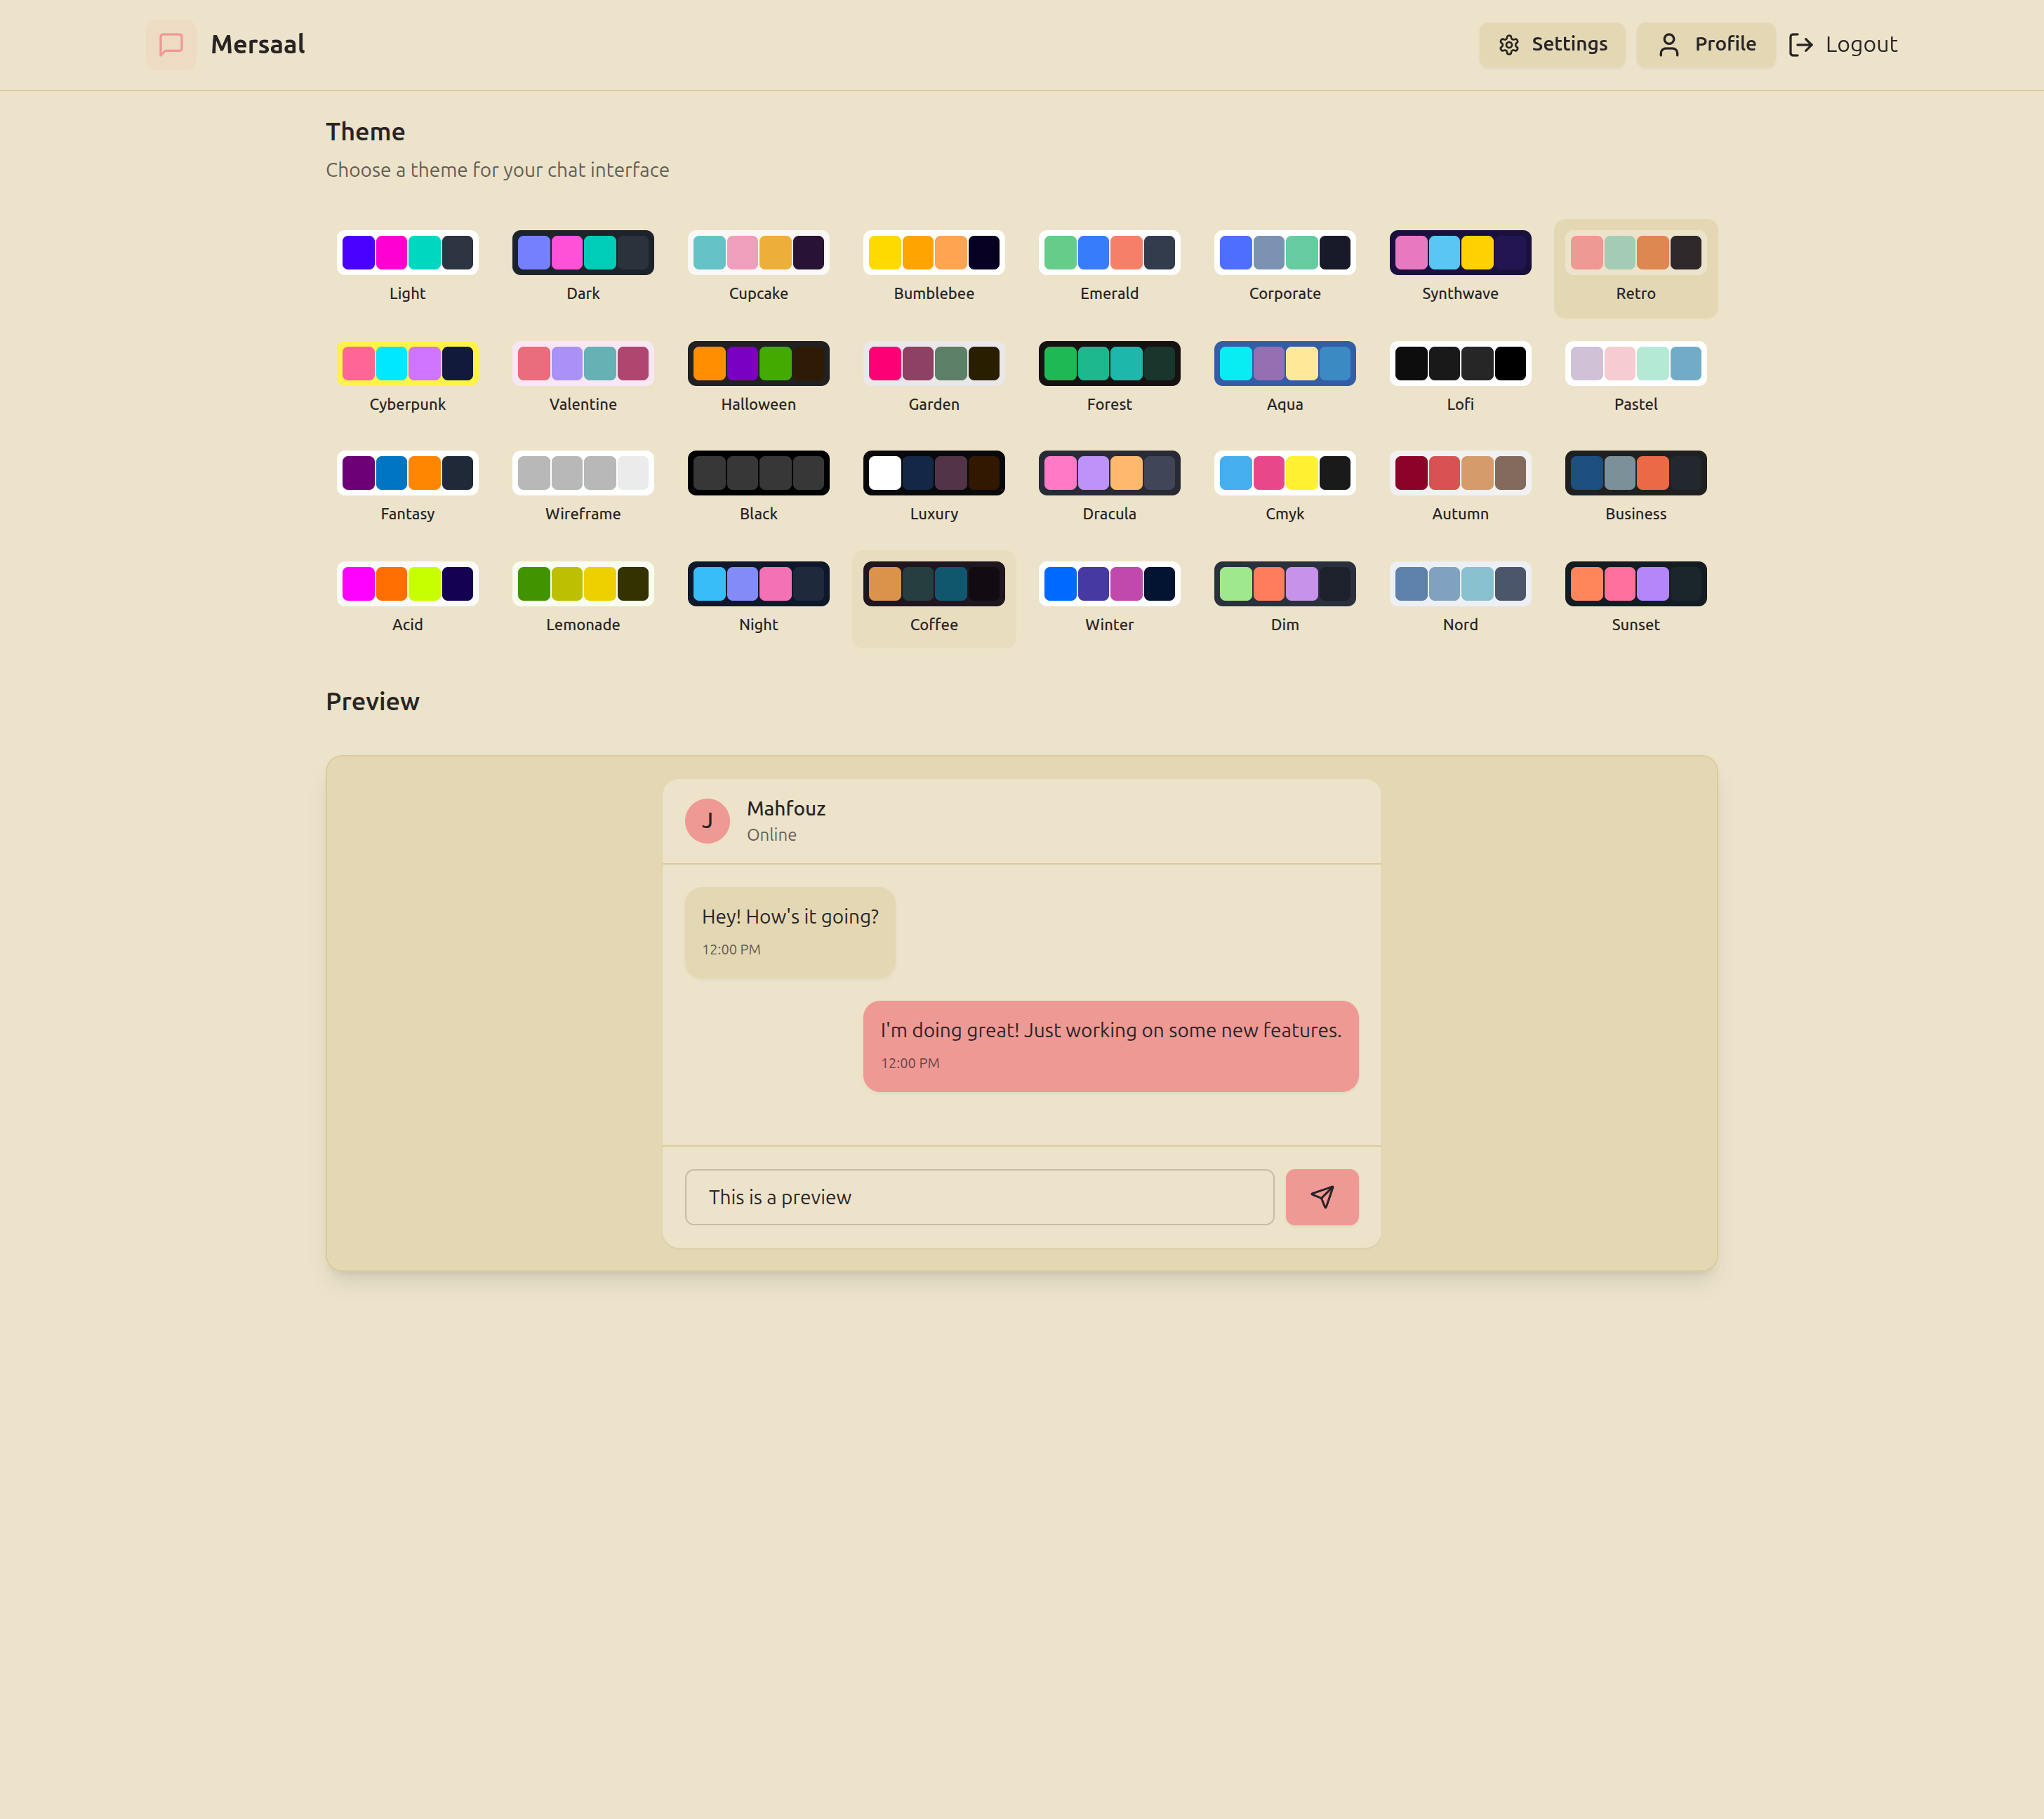 Mersaal
Settings
Profile
Logout
Theme
Choose a theme for your chat interface
Light
Dark
Cupcake
Bumblebee
Emerald
Corporate
Synthwave
Retro
Cyberpunk
Valentine
Halloween
Garden
Forest
Aqua
Lofi
Pastel
Fantasy
Wireframe
Black
Luxury
Dracula
Cmyk
Autumn
Business
Acid
Lemonade
Night
Coffee
Winter
Dim
Nord
Sunset
Preview
J
Mahfouz
Online
Hey! How's it going?
12:00 PM
I'm doing great! Just working on some new features.
12:00 PM
This is a preview